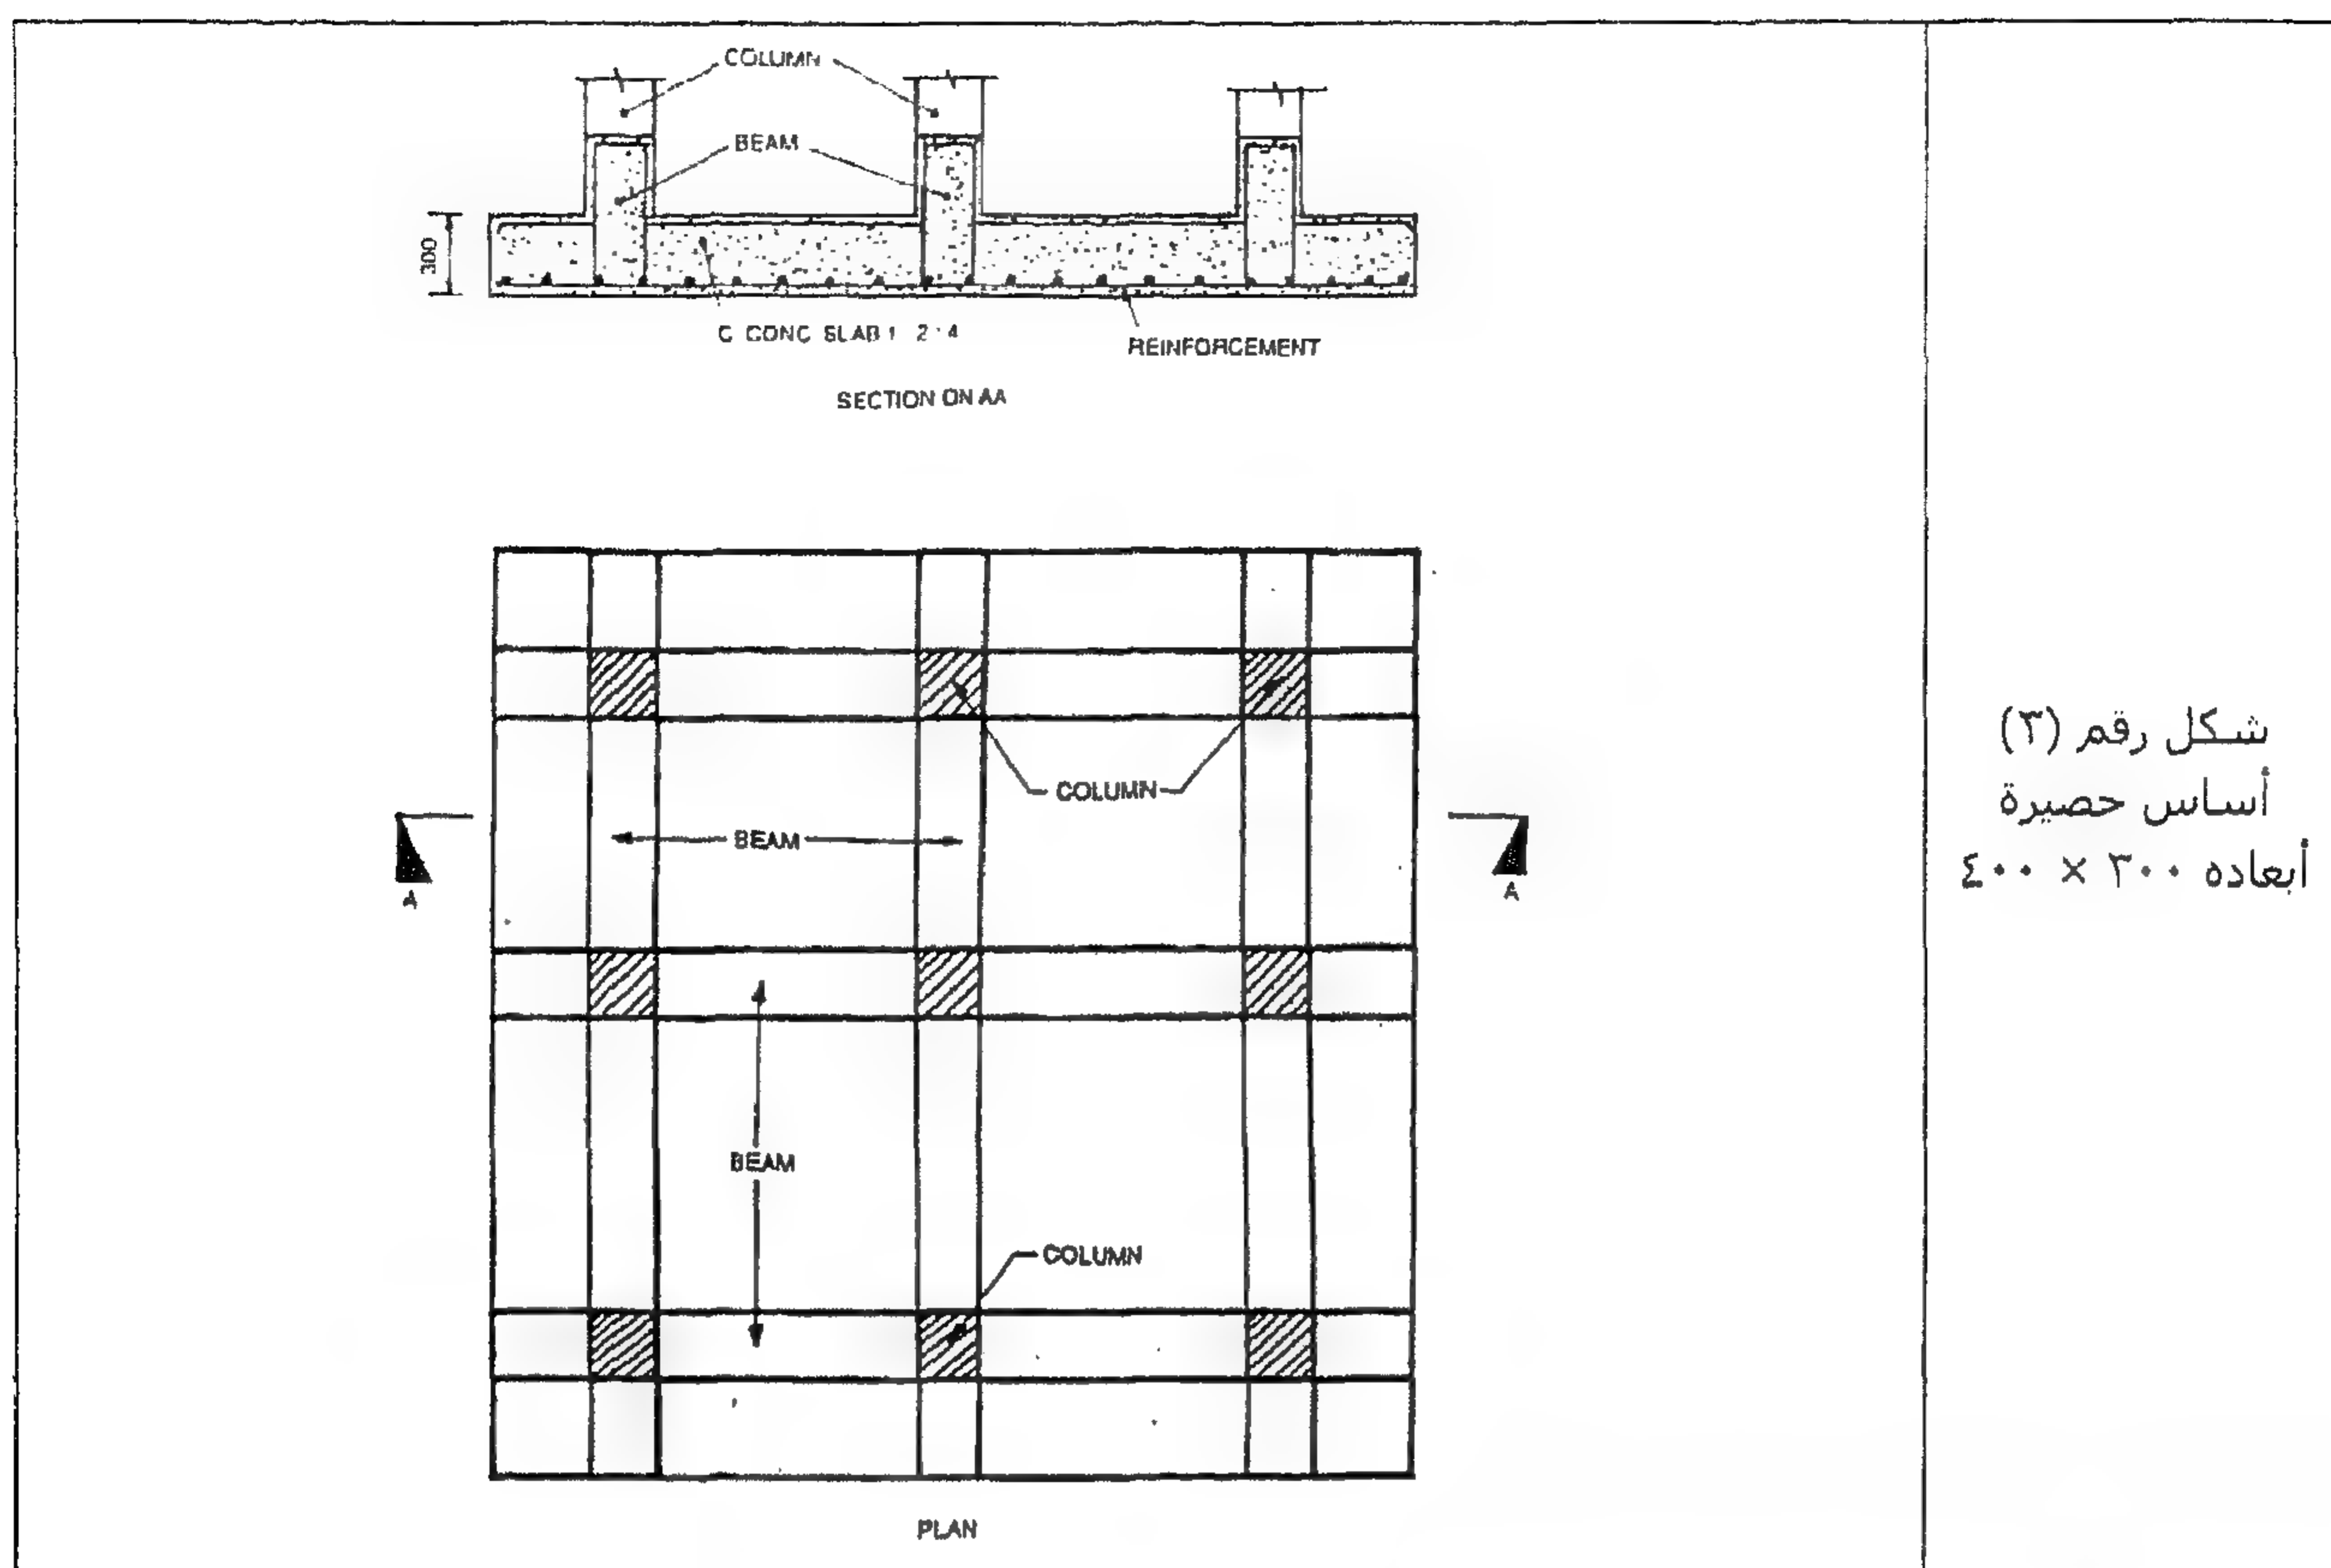 COLUMN
BEAM
300
C CONC SLAB 1 2:4
REINFORCEMENT
SECTION ON AA
COLUMN
BEAM
A
A
BEAM
COLUMN
PLAN
شكل رقم (٣)
أساس حصيرة
أبعاده ٣٠٠ × ٤٠٠